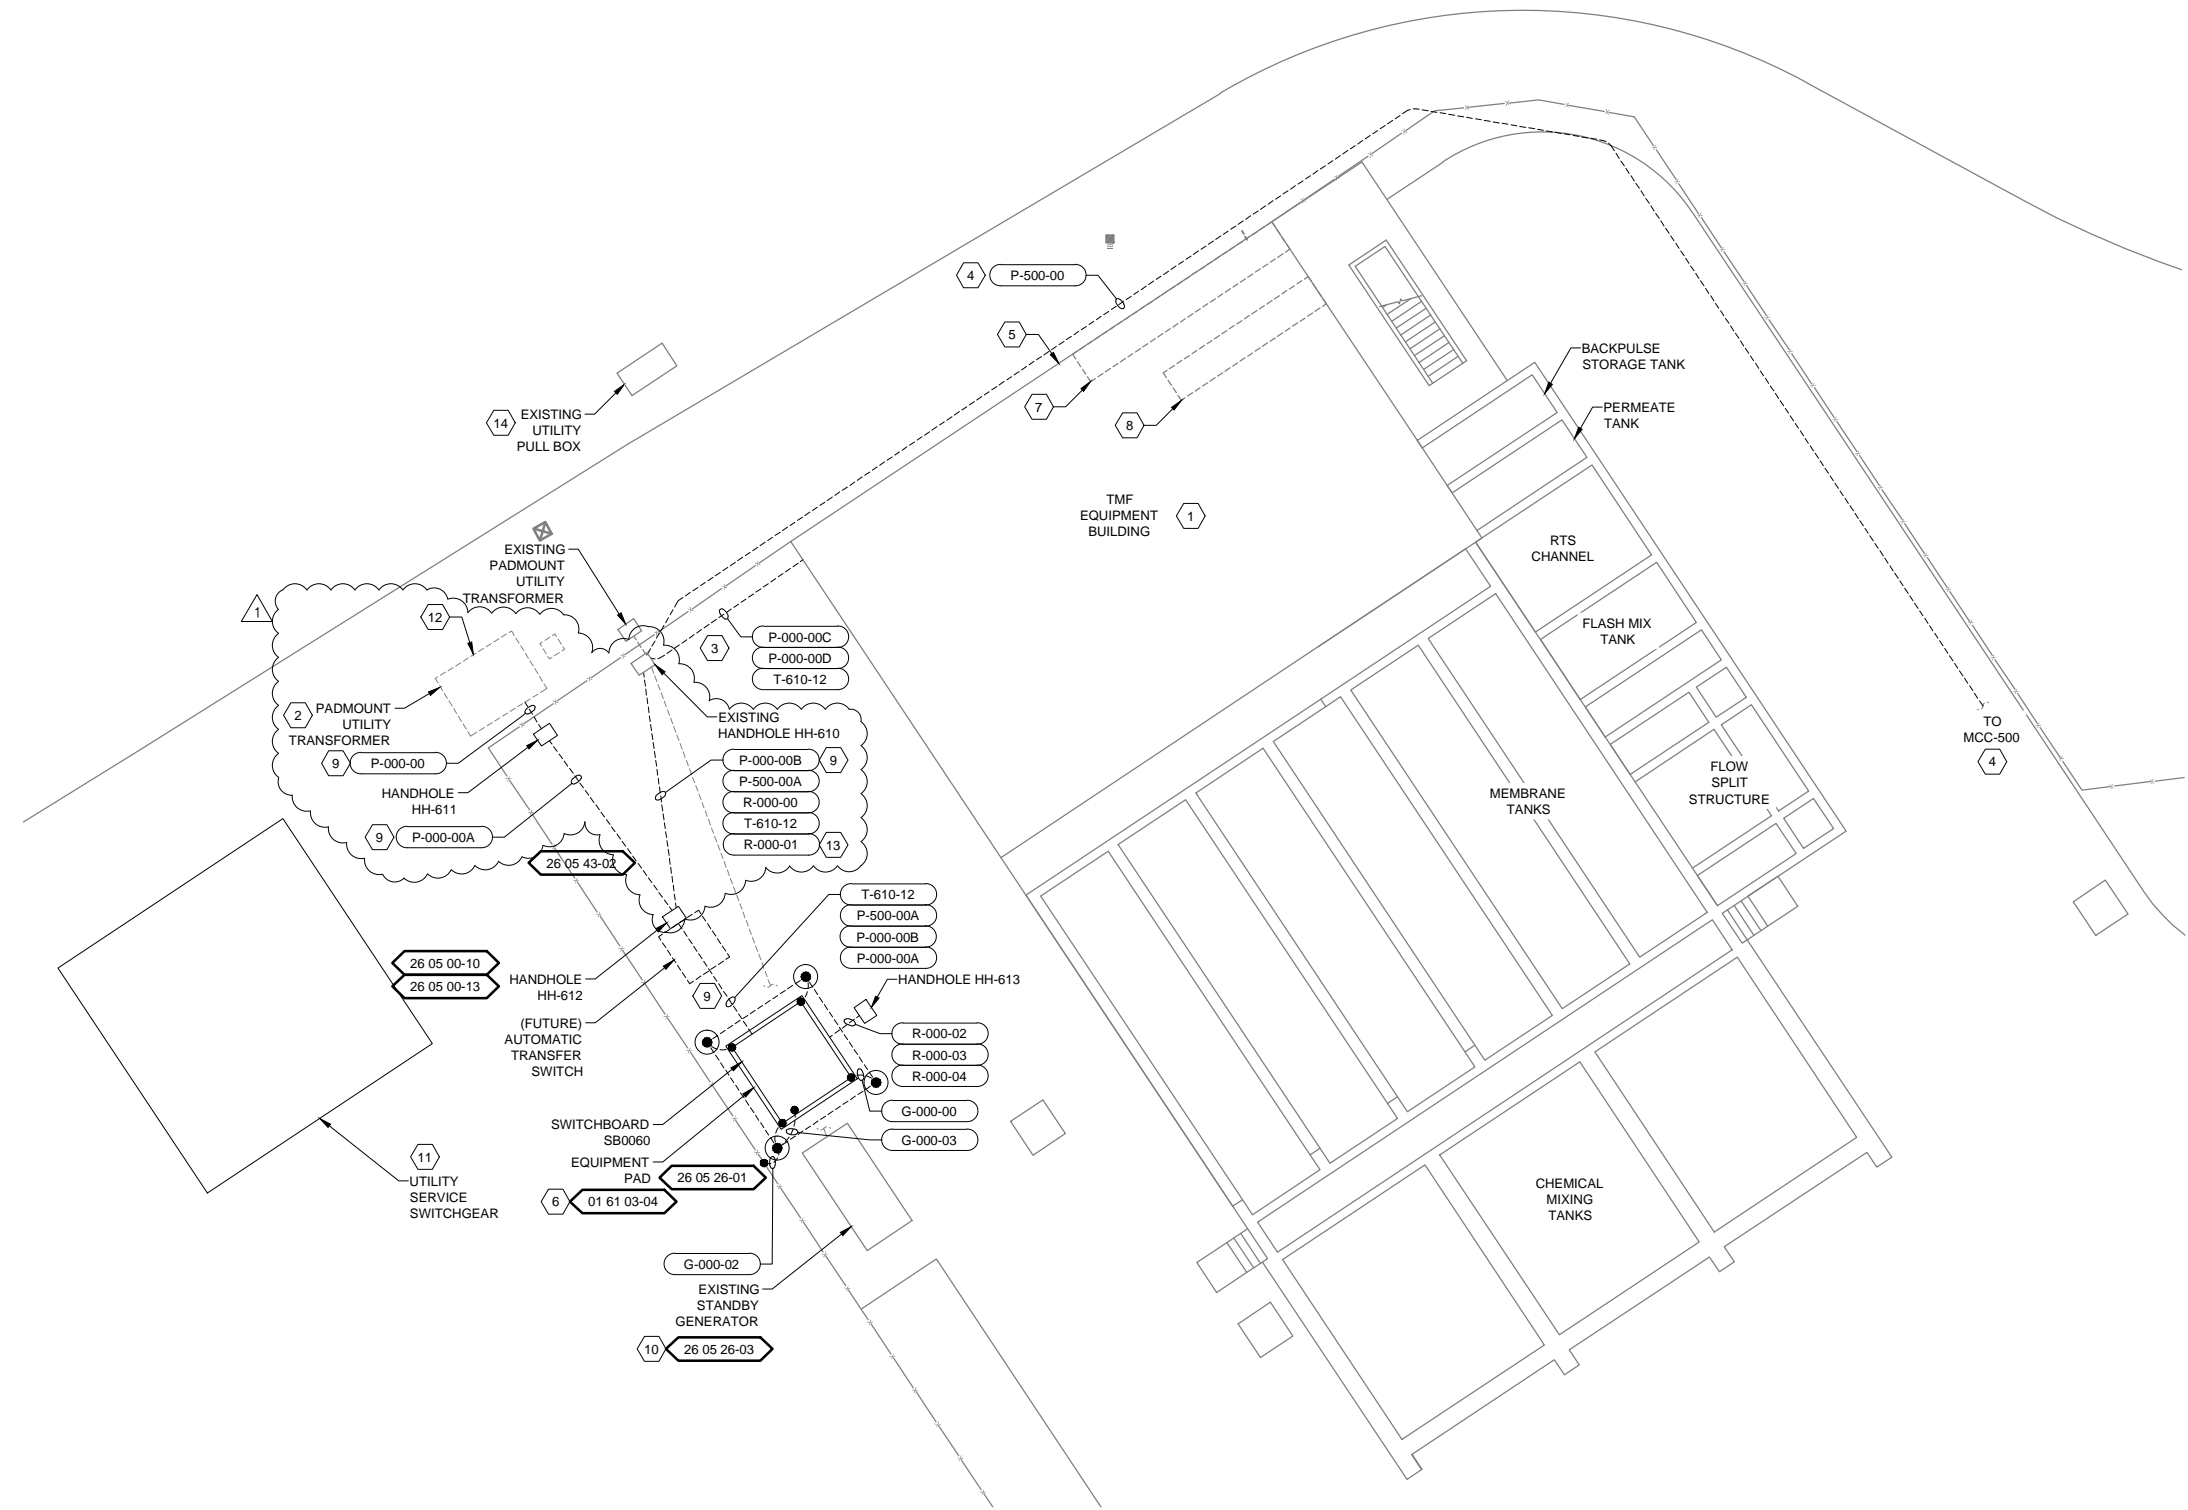 4
P-500-00
5
7
8
BACKPULSE
STORAGE TANK
PERMEATE
TANK
14
EXISTING
UTILITY
PULL BOX
TMF
EQUIPMENT
BUILDING
1
RTS
CHANNEL
EXISTING
PADMOUNT
UTILITY
TRANSFORMER
1
12
3
P-000-00C
P-000-00D
T-610-12
FLASH MIX
TANK
2
PADMOUNT
UTILITY
TRANSFORMER
EXISTING
HANDHOLE HH-610
TO
MCC-500
4
9
P-000-00
P-000-00B
9
P-500-00A
R-000-00
T-610-12
R-000-01
13
HANDHOLE
HH-611
9
P-000-00A
MEMBRANE
TANKS
FLOW
SPLIT
STRUCTURE
26 05 43-02
T-610-12
P-500-00A
P-000-00B
P-000-00A
26 05 00-10
26 05 00-13
HANDHOLE
HH-612
9
HANDHOLE HH-613
(FUTURE)
AUTOMATIC
TRANSFER
SWITCH
R-000-02
R-000-03
R-000-04
G-000-00
G-000-03
SWITCHBOARD
SB0060
EQUIPMENT
PAD
26 05 26-01
6
01 61 03-04
11
UTILITY
SERVICE
SWITCHGEAR
CHEMICAL
MIXING
TANKS
G-000-02
EXISTING
STANDBY
GENERATOR
10
26 05 26-03